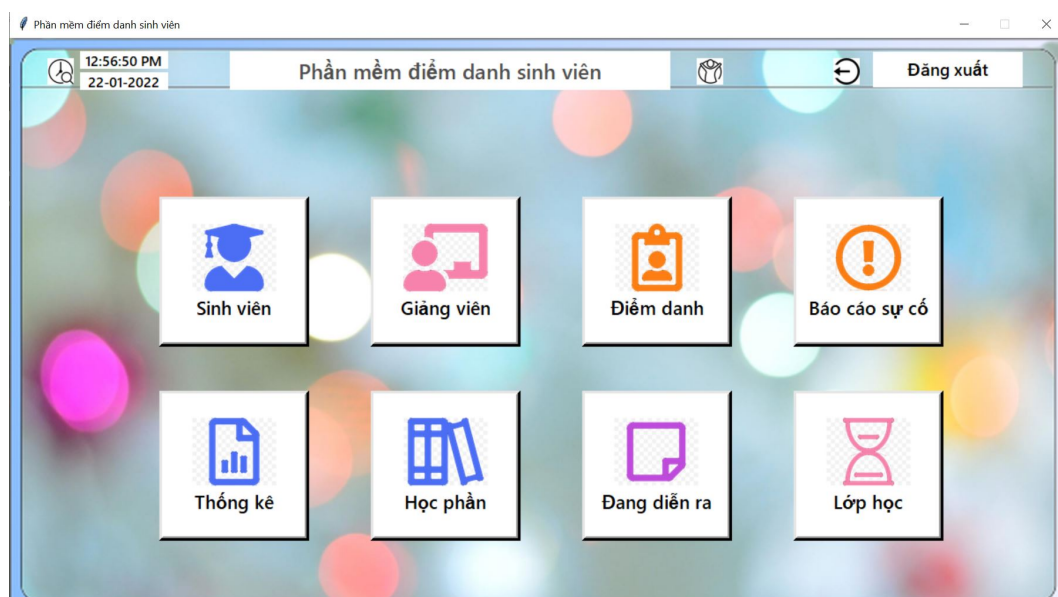 Phần mềm điểm danh sinh viên
12:56:50 PM
22-01-2022
Phần mềm điểm danh sinh viên
Đăng xuất
Sinh viên
Giảng viên
Điểm danh
Báo cáo sự cố
Thống kê
Học phần
Đang diễn ra
Lớp học